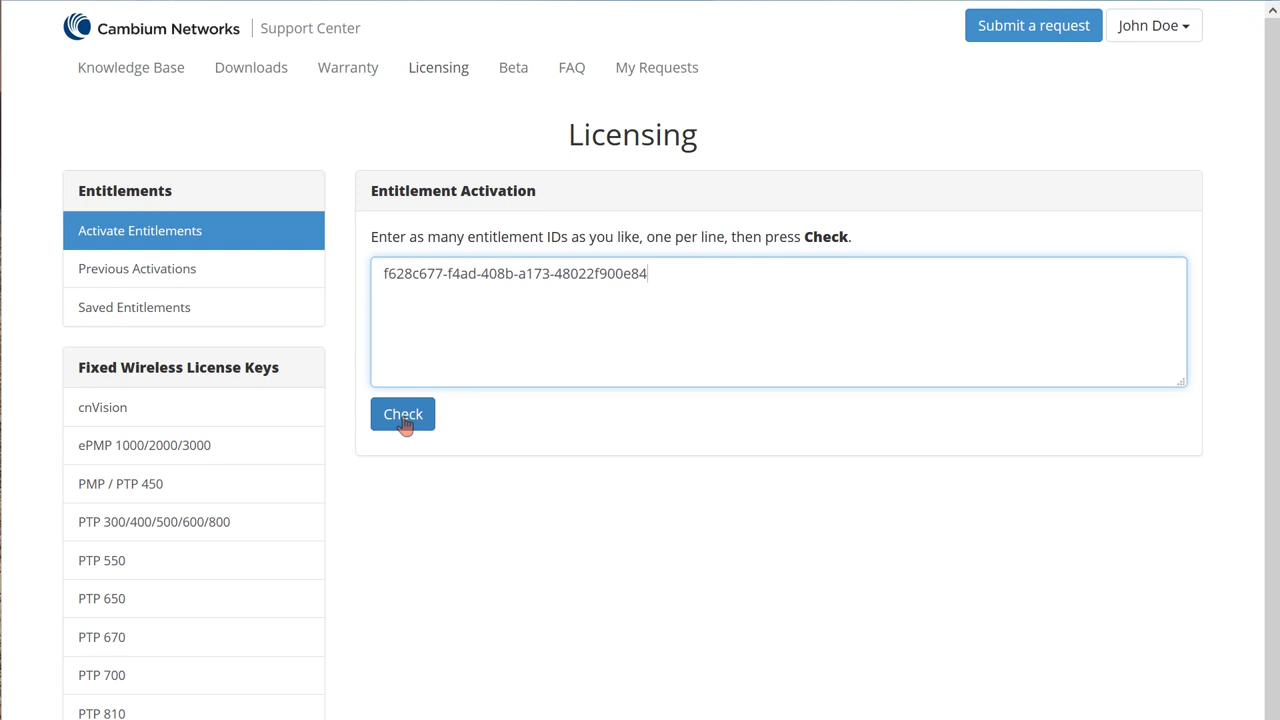 Cambium Networks | Support Center
Submit a request
John Doe
Knowledge Base Downloads Warranty Licensing Beta FAQ My Requests
Licensing
Entitlements
Activate Entitlements
Previous Activations
Saved Entitlements
Fixed Wireless License Keys
cnVision
ePMP 1000/2000/3000
PMP / PTP 450
PTP 300/400/500/600/800
PTP 550
PTP 650
PTP 670
PTP 700
PTP 810
Entitlement Activation
Enter as many entitlement IDs as you like, one per line, then press Check.
f628c677-f4ad-408b-a173-48022f900e84
Check